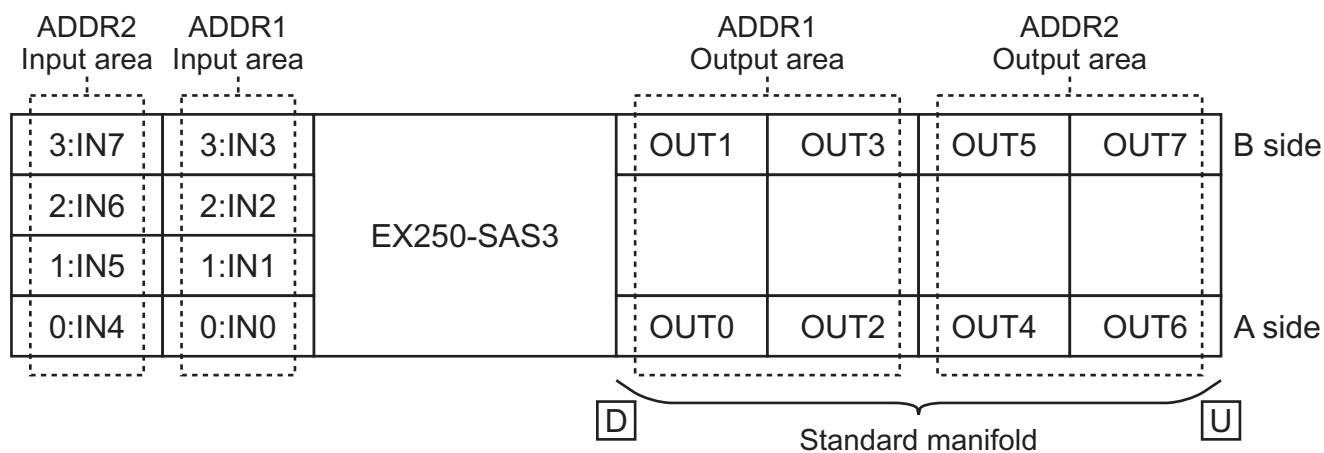 ADDR2 ADDR1 ADDR1 ADDR2
Input area Input area Output area Output area
3:IN7 3:IN3 OUT1 OUT3 OUT5 OUT7 B side
2:IN6 2:IN2
EX250-SAS3
1:IN5 1:IN1
0:IN4 0:IN0 OUT0 OUT2 OUT4 OUT6 A side
D U
Standard manifold